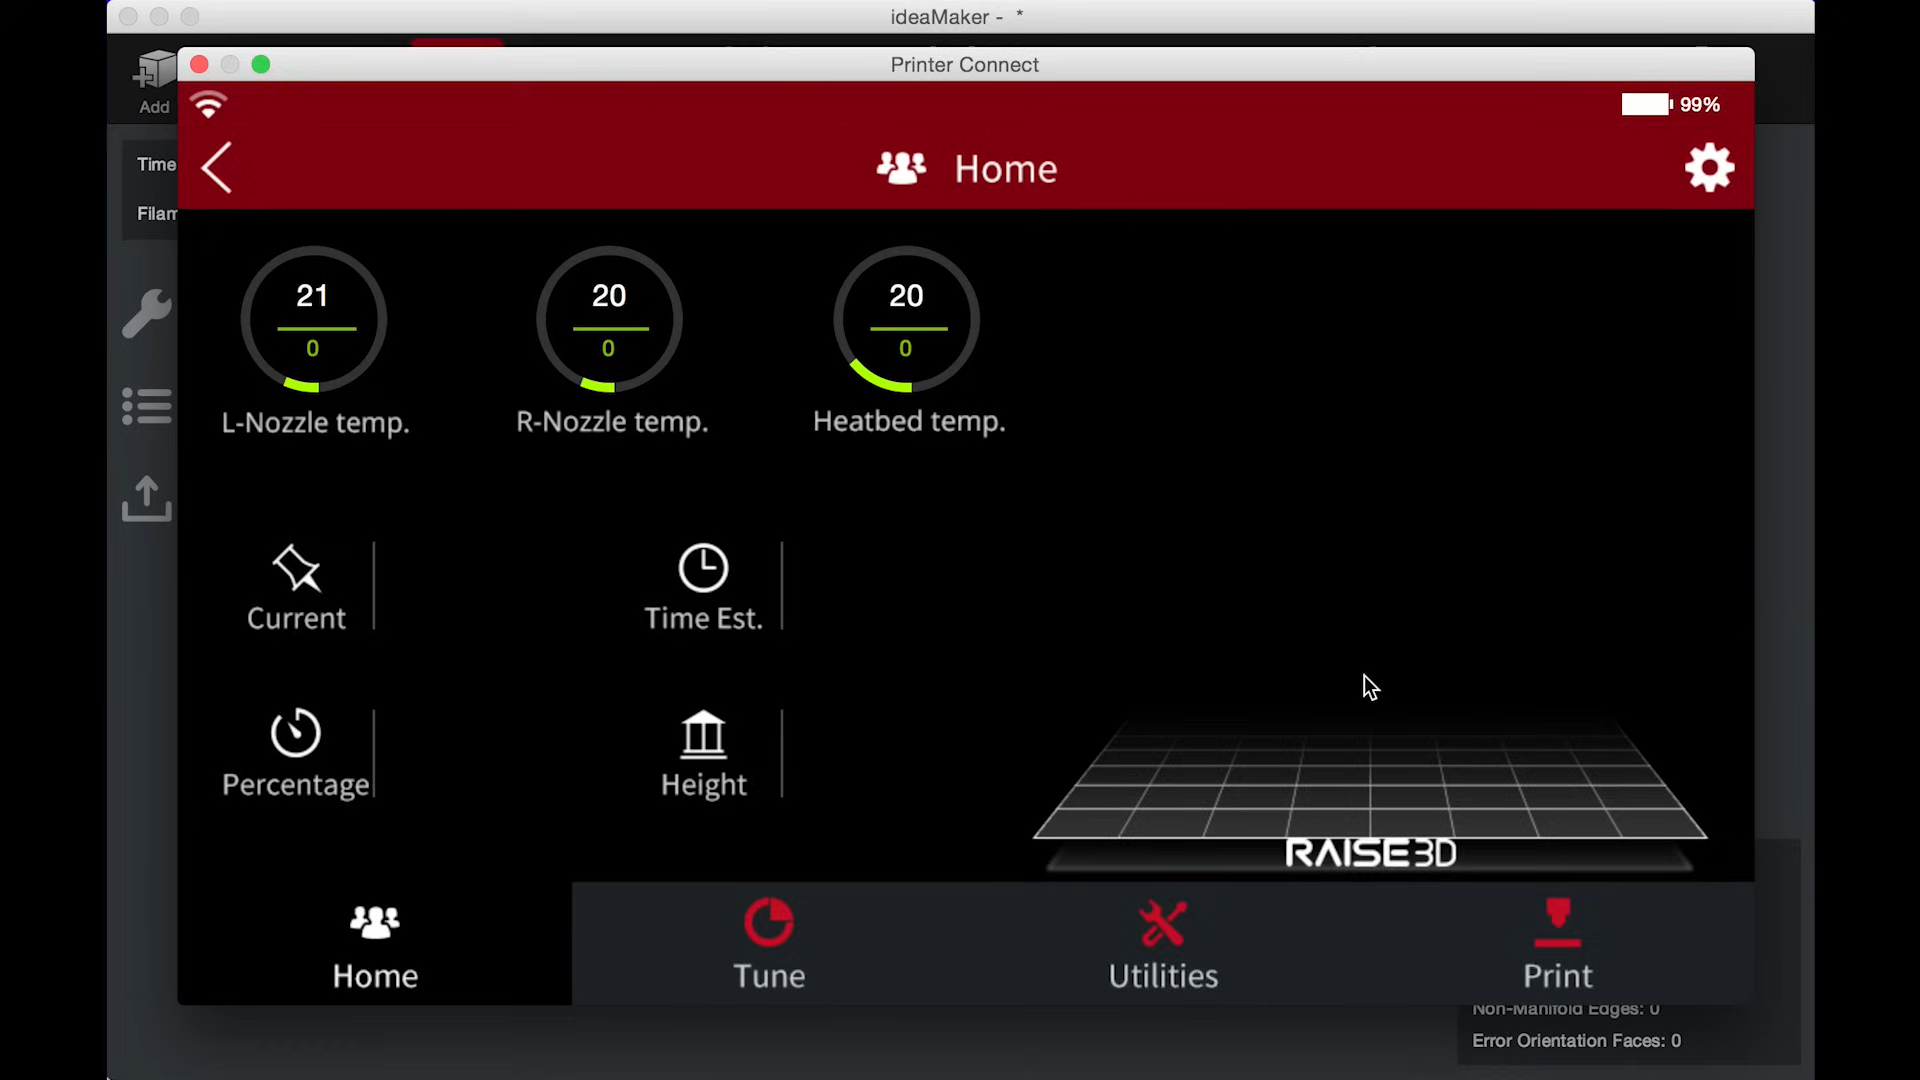 ideaMaker - *
Printer Connect
Add
99%
Home
Time
Filam
21
0
20
0
20
0
L-Nozzle temp.
R-Nozzle temp.
Heatbed temp.
Current
Time Est.
Percentage
Height
RAISE3D
Home
Tune
Utilities
Print
Non-Manifold Edges: 0
Error Orientation Faces: 0